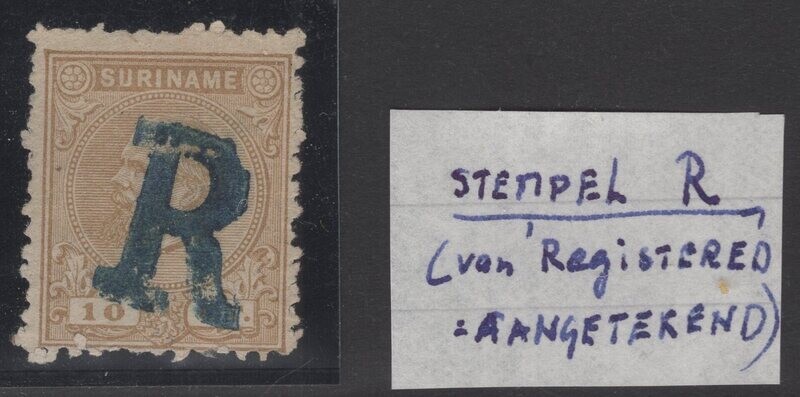 SURINAME
R
10 C.
STEMPEL R
(van Registered
=AANGETEKEND)